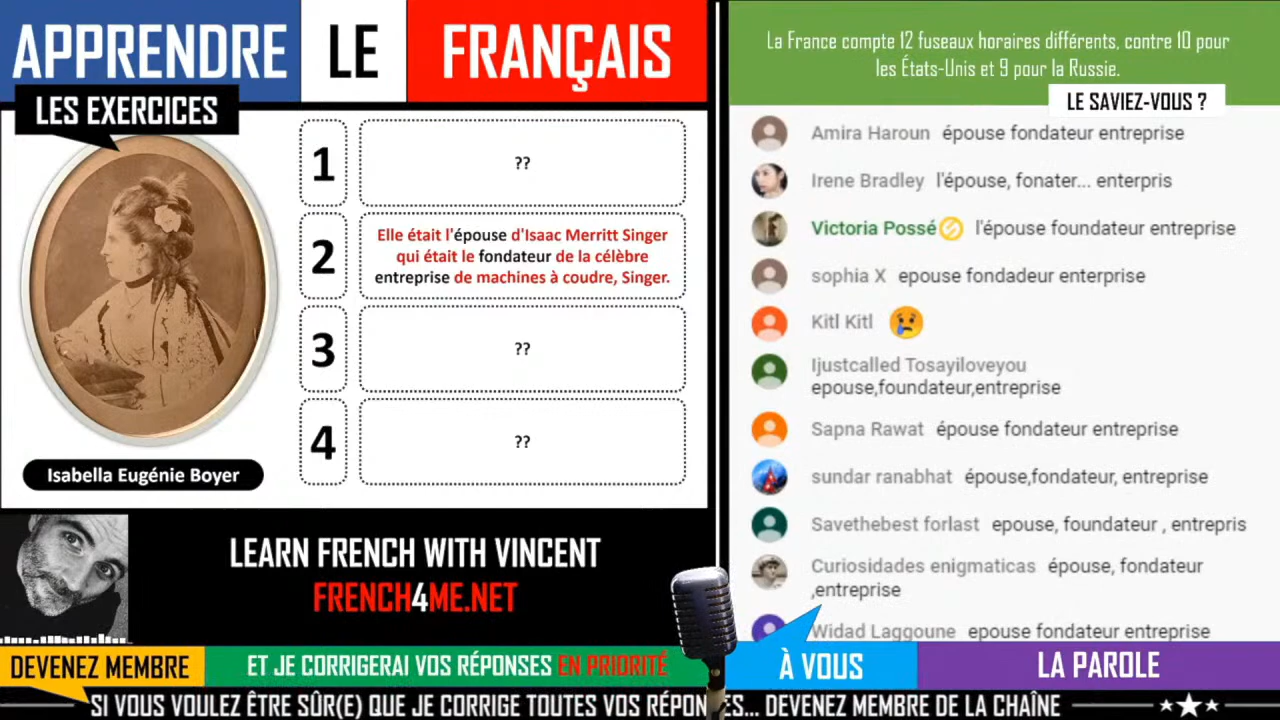 APPRENDRE LE FRANÇAIS
LES EXERCICES
1
??
2
Elle était l'épouse d'Isaac Merritt Singer
qui était le fondateur de la célèbre
entreprise de machines à coudre, Singer.
3
??
4
??
Isabella Eugénie Boyer
LEARN FRENCH WITH VINCENT
FRENCH4ME.NET
La France compte 12 fuseaux horaires différents, contre 10 pour
les États-Unis et 9 pour la Russie.
LE SAVIEZ-VOUS ?
Amira Haroun épouse fondateur entreprise
Irene Bradley l'épouse, fonater... enterpris
Victoria Possé l'épouse foundateur entreprise
sophia X epouse fondadeur enterprise
Kitl Kitl 😢
Ijustcalled Tosayiloveyou
epouse,foundateur,entreprise
Sapna Rawat épouse fondateur entreprise
sundar ranabhat épouse,fondateur, entreprise
Savethebest forlast epouse, foundateur , entrepris
Curiosidades enigmaticas épouse, fondateur
,entreprise
Widad Laggoune epouse fondateur entreprise
DEVENEZ MEMBRE
ET JE CORRIGERAI VOS RÉPONSES EN PRIORITÉ
À VOUS
LA PAROLE
SI VOUS VOULEZ ÊTRE SÛR(E) QUE JE CORRIGE TOUTES VOS RÉPON ES... DEVENEZ MEMBRE DE LA CHAÎNE